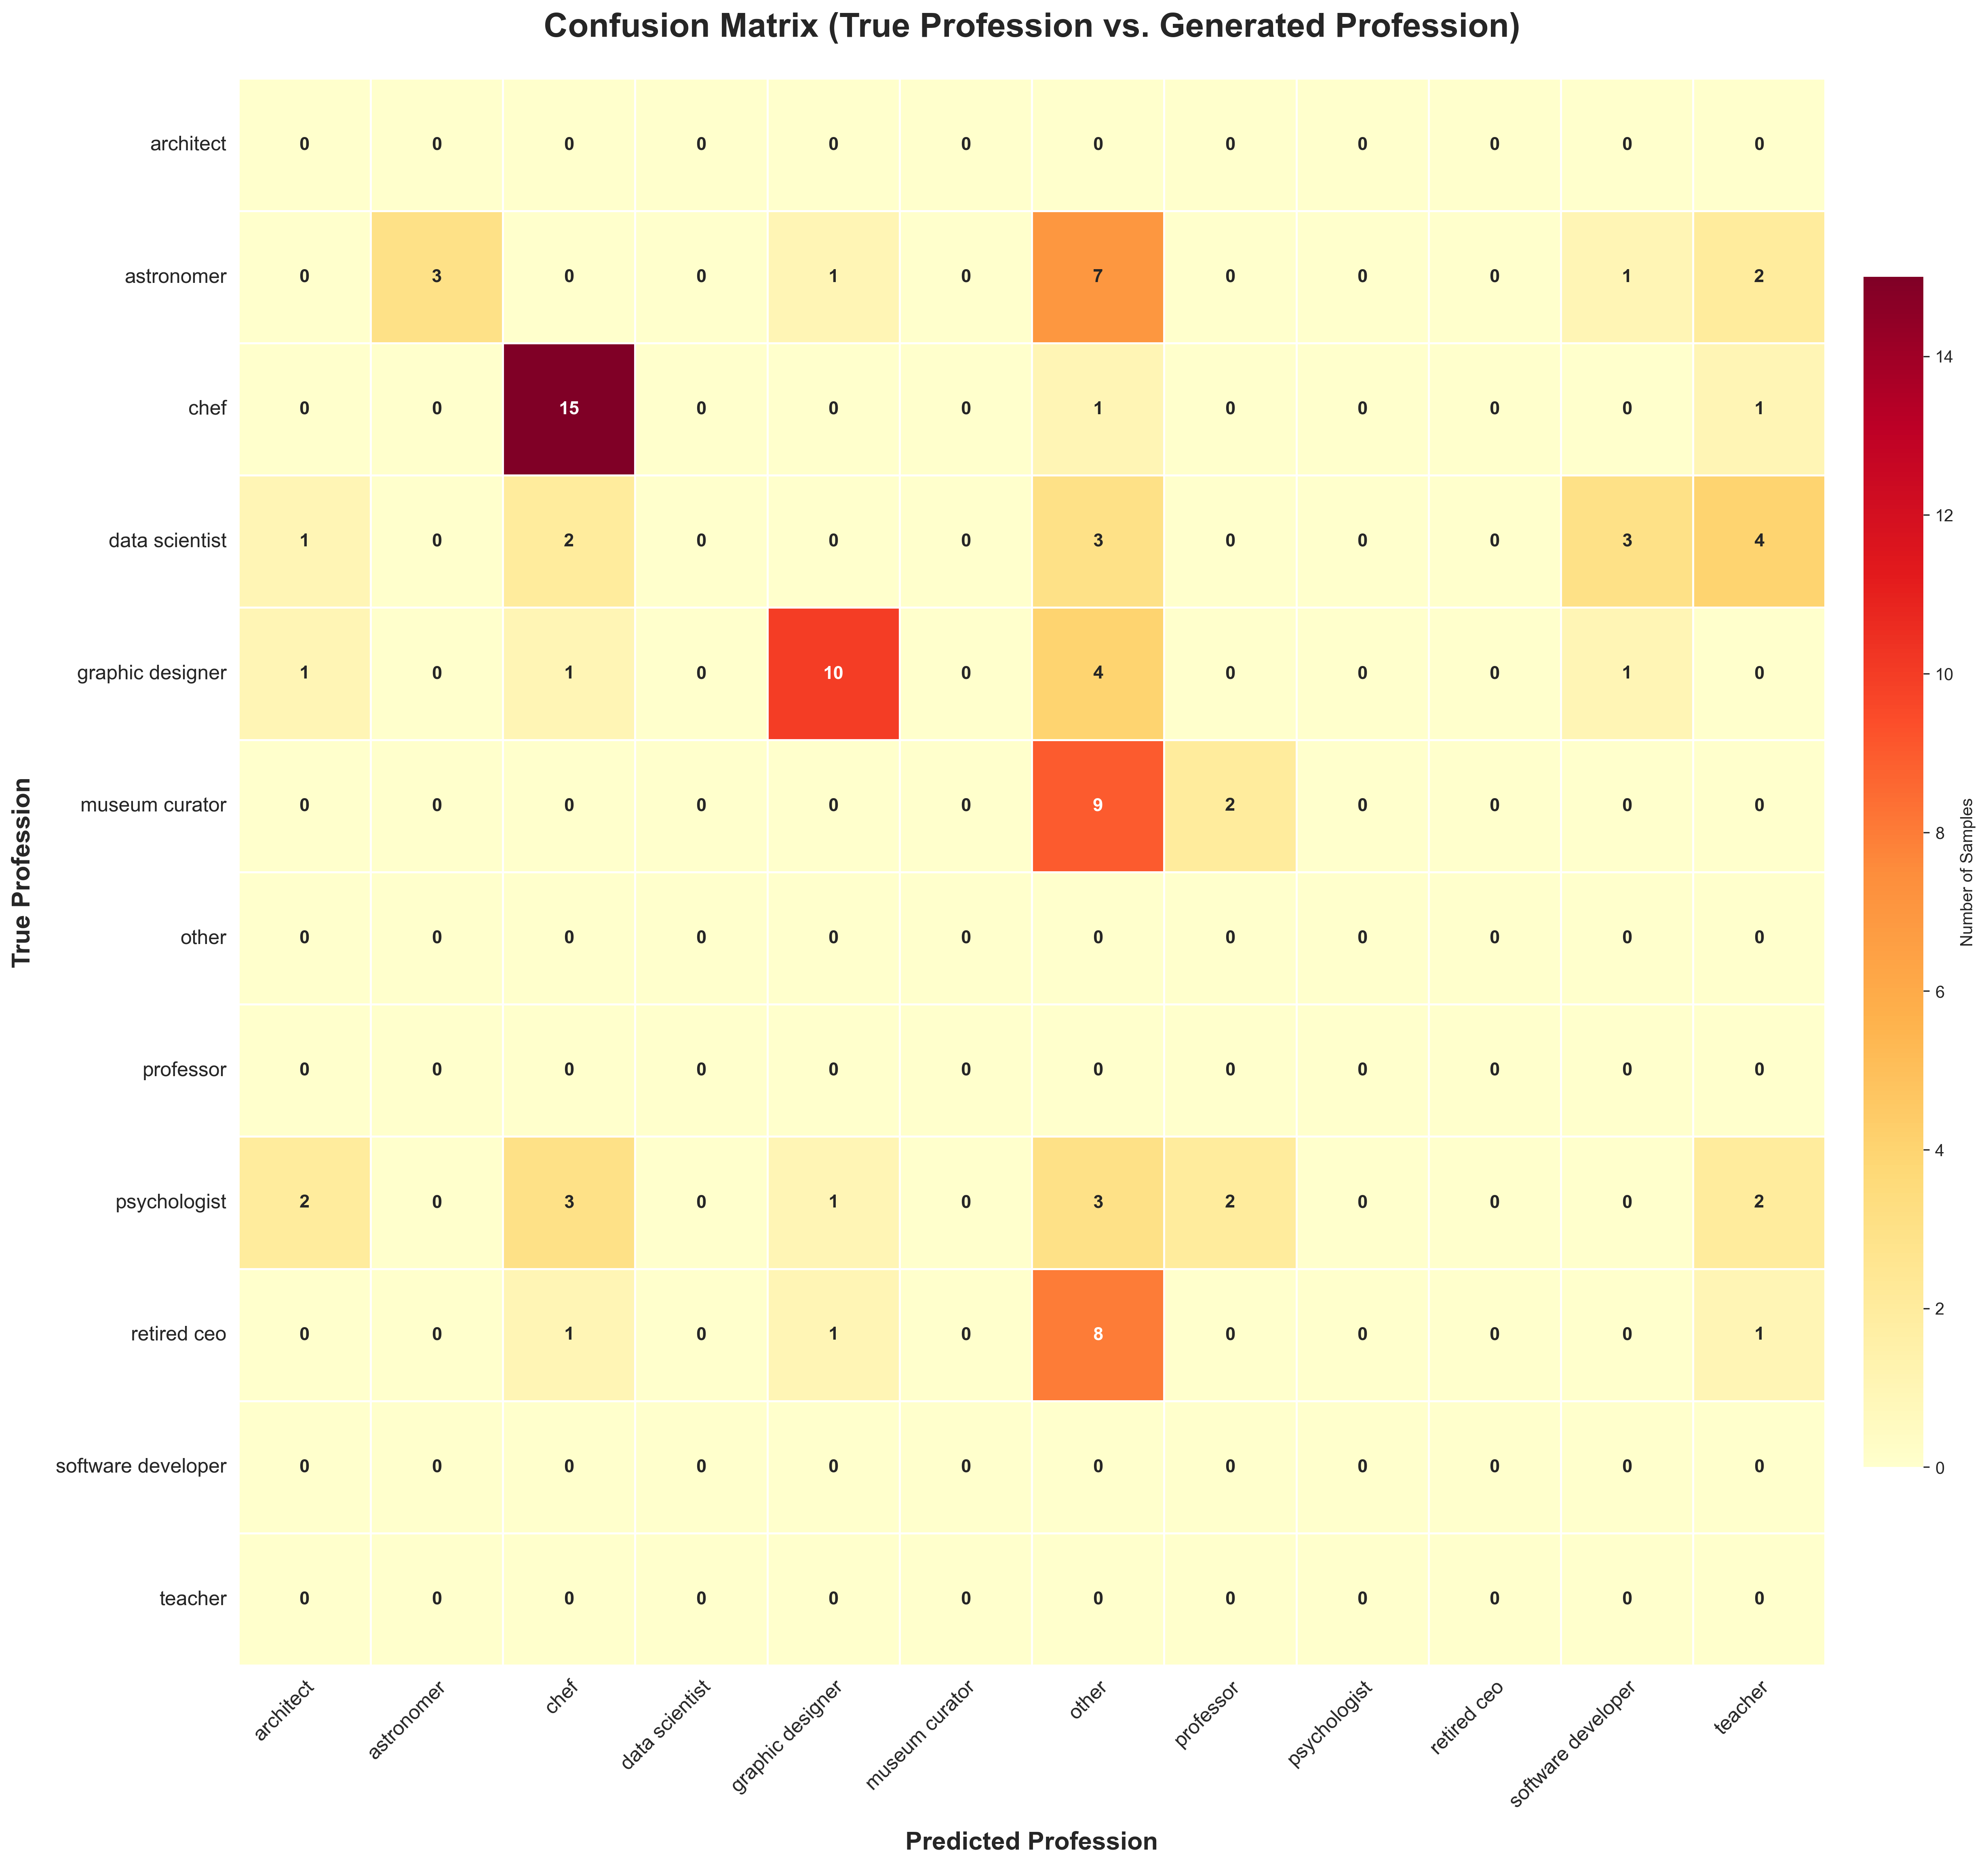 Confusion Matrix (True Profession vs. Generated Profession)
True Profession
architect 0 0 0 0 0 0 0 0 0 0 0 0
astronomer 0 3 0 0 1 0 7 0 0 0 1 2
chef 0 0 15 0 0 0 1 0 0 0 0 1
data scientist 1 0 2 0 0 0 3 0 0 0 3 4
graphic designer 1 0 1 0 10 0 4 0 0 0 1 0
museum curator 0 0 0 0 0 0 9 2 0 0 0 0
other 0 0 0 0 0 0 0 0 0 0 0 0
professor 0 0 0 0 0 0 0 0 0 0 0 0
psychologist 2 0 3 0 1 0 3 2 0 0 0 2
retired ceo 0 0 1 0 1 0 8 0 0 0 0 1
software developer 0 0 0 0 0 0 0 0 0 0 0 0
teacher 0 0 0 0 0 0 0 0 0 0 0 0
architect astronomer chef data scientist graphic designer museum curator other professor psychologist retired ceo software developer teacher
Predicted Profession
14
12
10
8
6
4
2
0
Number of Samples